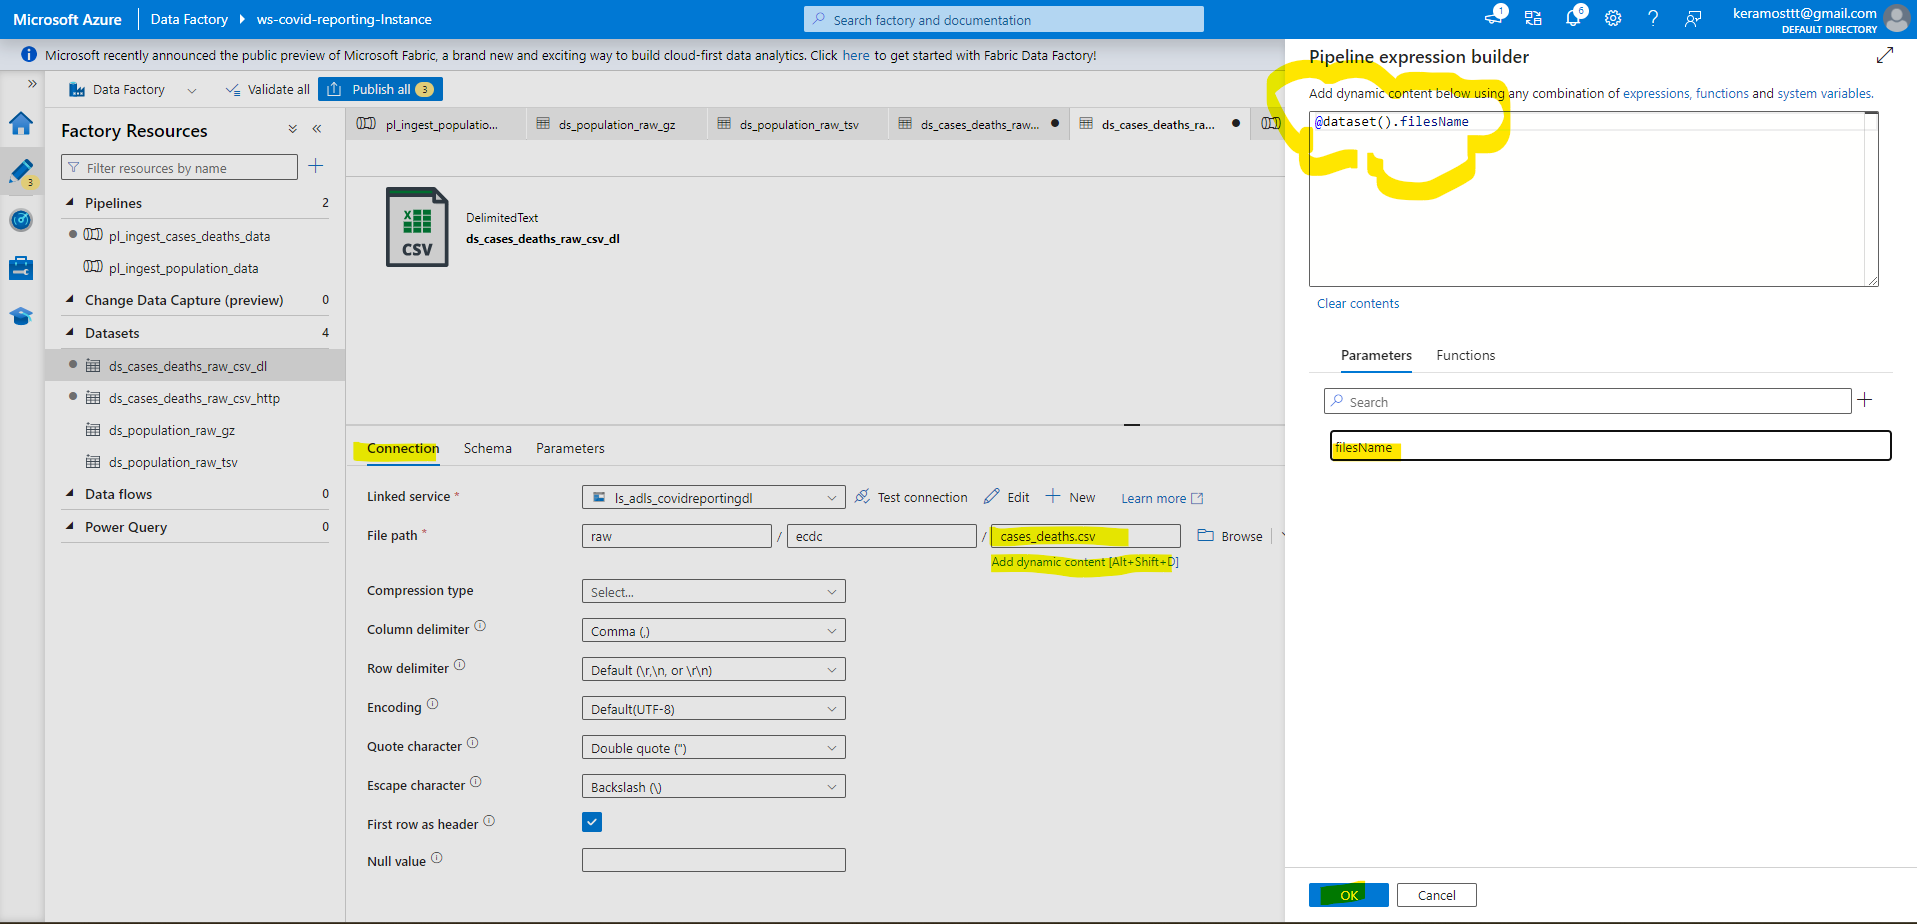 Microsoft Azure
Data Factory
ws-covid-reporting-Instance
Search factory and documentation
1
6
keramosttt@gmail.com
DEFAULT DIRECTORY
Microsoft recently announced the public preview of Microsoft Fabric, a brand new and exciting way to build cloud-first data analytics. Click here to get started with Fabric Data Factory!
Data Factory
Validate all
Publish all 3
Factory Resources
Filter resources by name
3
Pipelines 2
pl_ingest_cases_deaths_data
pl_ingest_population_data
Change Data Capture (preview) 0
Datasets 4
ds_cases_deaths_raw_csv_dl
ds_cases_deaths_raw_csv_http
ds_population_raw_gz
ds_population_raw_tsv
Data flows 0
Power Query 0
pl_ingest_populatio...
ds_population_raw_gz
ds_population_raw_tsv
ds_cases_deaths_raw...
ds_cases_deaths_ra...
CSV
DelimitedText
ds_cases_deaths_raw_csv_dl
Connection
Schema
Parameters
Linked service *
ls_adls_covidreportingdl
Test connection
Edit
New
Learn more
File path *
raw / ecdc / cases_deaths.csv
Browse
Add dynamic content [Alt+Shift+D]
Compression type
Select...
Column delimiter
Comma (,)
Row delimiter
Default (\r,\n, or \r\n)
Encoding
Default(UTF-8)
Quote character
Double quote (")
Escape character
Backslash (\)
First row as header
Null value
Pipeline expression builder
Add dynamic content below using any combination of expressions, functions and system variables.
@dataset().filesName
Clear contents
Parameters
Functions
Search
filesName
OK
Cancel